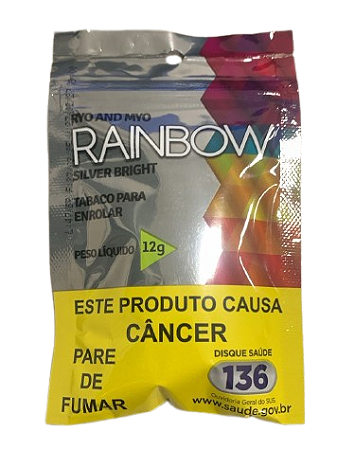 RYO AND MYO
RAINBOW
SILVER BRIGHT
TABACO PARA
ENROLAR
PESO LÍQUIDO 12g
ESTE PRODUTO CAUSA
CÂNCER
PARE
DE
FUMAR
DISQUE SAÚDE
136
Ouvidoria Geral do SUS
www.saude.gov.br